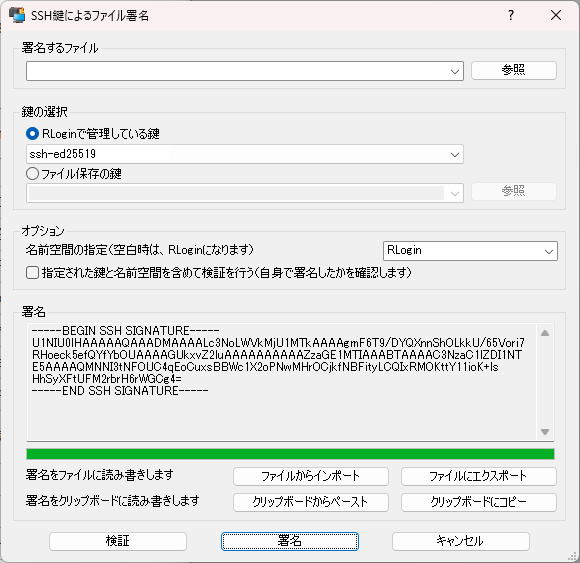 SSH鍵によるファイル署名
?
署名するファイル
参照
鍵の選択
RLoginで管理している鍵
ssh-ed25519
ファイル保存の鍵
参照
オプション
名前空間の指定(空白時は、RLoginになります)
RLogin
指定された鍵と名前空間を含めて検証を行う(自身で署名したかを確認します)
署名
-----BEGIN SSH SIGNATURE-----
U1NIU0lHAAAAAQAAADMAAAALc3NoLWVkMjU1MTkAAAAgmF6T9/DYQXnnShOLkkU/65Vori7
RHoeck5efQYfYbOUAAAAGUkxvZ2luAAAAAAAAAAZzaGE1MTIAAABTAAAAC3NzaC1lZDI1NT
E5AAAAQMNNI3tNFOUC4qEoCuxsBBWc1X2oPNwMHrOCjkfNBFityLCQIxRMOKttY11ioK+Is
HhSyXFtUFM2rbrH6rWGCg4=
-----END SSH SIGNATURE-----
署名をファイルに読み書きします
ファイルからインポート
ファイルにエクスポート
署名をクリップボードに読み書きします
クリップボードからペースト
クリップボードにコピー
検証
署名
キャンセル